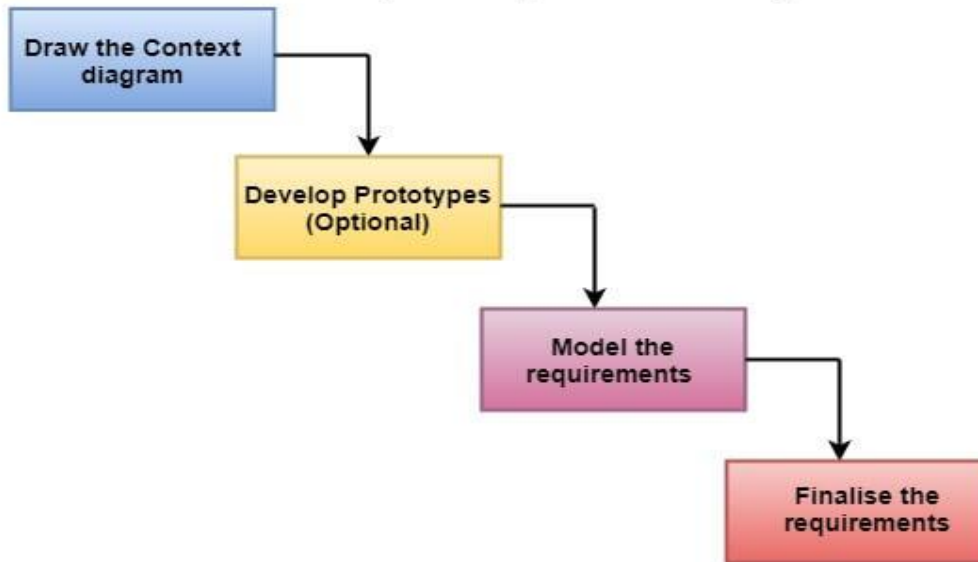 Draw the Context
diagram
Develop Prototypes
(Optional)
Model the
requirements
Finalise the
requirements